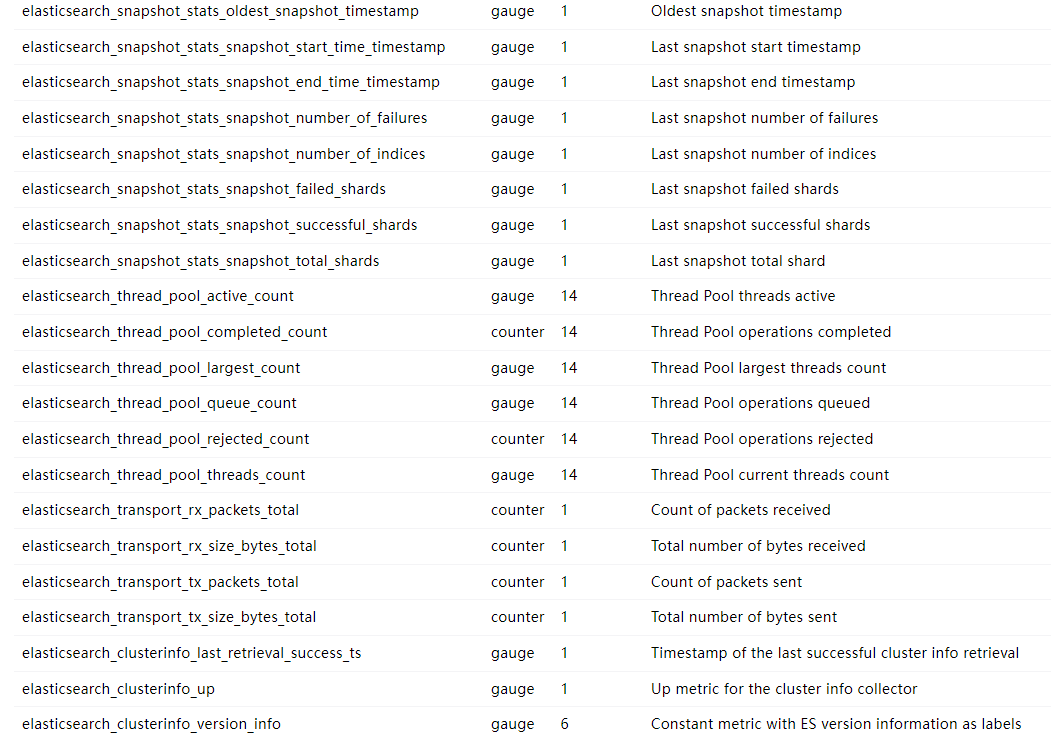 elasticsearch_snapshot_stats_oldest_snapshot_timestamp gauge 1 Oldest snapshot timestamp
elasticsearch_snapshot_stats_snapshot_start_time_timestamp gauge 1 Last snapshot start timestamp
elasticsearch_snapshot_stats_snapshot_end_time_timestamp gauge 1 Last snapshot end timestamp
elasticsearch_snapshot_stats_snapshot_number_of_failures gauge 1 Last snapshot number of failures
elasticsearch_snapshot_stats_snapshot_number_of_indices gauge 1 Last snapshot number of indices
elasticsearch_snapshot_stats_snapshot_failed_shards gauge 1 Last snapshot failed shards
elasticsearch_snapshot_stats_snapshot_successful_shards gauge 1 Last snapshot successful shards
elasticsearch_snapshot_stats_snapshot_total_shards gauge 1 Last snapshot total shard
elasticsearch_thread_pool_active_count gauge 14 Thread Pool threads active
elasticsearch_thread_pool_completed_count counter 14 Thread Pool operations completed
elasticsearch_thread_pool_largest_count gauge 14 Thread Pool largest threads count
elasticsearch_thread_pool_queue_count gauge 14 Thread Pool operations queued
elasticsearch_thread_pool_rejected_count counter 14 Thread Pool operations rejected
elasticsearch_thread_pool_threads_count gauge 14 Thread Pool current threads count
elasticsearch_transport_rx_packets_total counter 1 Count of packets received
elasticsearch_transport_rx_size_bytes_total counter 1 Total number of bytes received
elasticsearch_transport_tx_packets_total counter 1 Count of packets sent
elasticsearch_transport_tx_size_bytes_total counter 1 Total number of bytes sent
elasticsearch_clusterinfo_last_retrieval_success_ts gauge 1 Timestamp of the last successful cluster info retrieval
elasticsearch_clusterinfo_up gauge 1 Up metric for the cluster info collector
elasticsearch_clusterinfo_version_info gauge 6 Constant metric with ES version information as labels